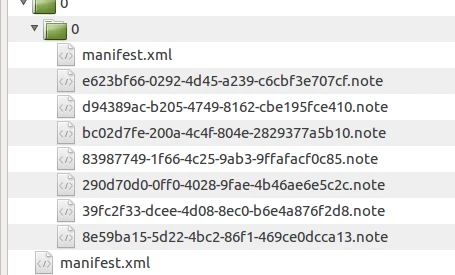 0
0
manifest.xml
e623bf66-0292-4d45-a239-c6cbf3e707cf.note
d94389ac-b205-4749-8162-cbe195fce410.note
bc02d7fe-200a-4c4f-804e-2829377a5b10.note
83987749-1f66-4c25-9ab3-9ffafacf0c85.note
290d70d0-0ff0-4028-9fae-4b46ae6e5c2c.note
39fc2f33-dcee-4d08-8ec0-b6e4a876f2d8.note
8e59ba15-5d22-4bc2-86f1-469ce0dcca13.note
manifest.xml